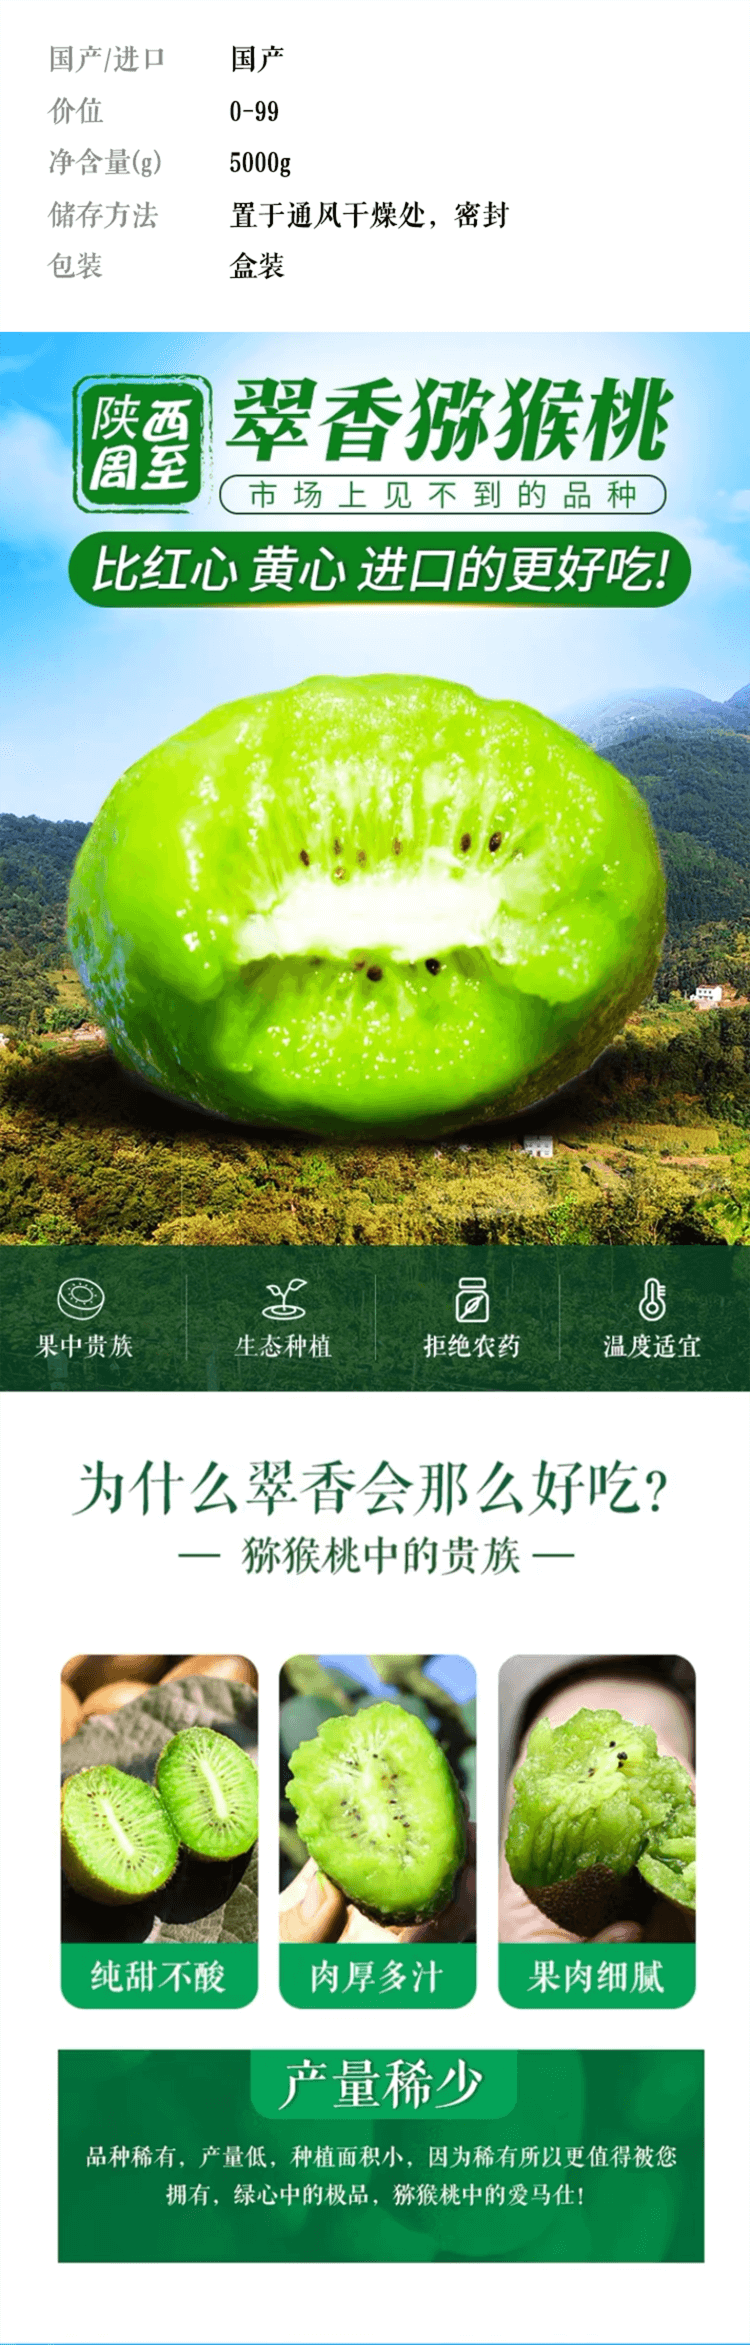 国产/进口 国产
价位 0-99
净含量(g) 5000g
储存方法 置于通风干燥处，密封
包装 盒装
陕西
周至
翠香猕猴桃
市场上见不到的品种
比红心 黄心 进口的更好吃!
果中贵族 生态种植 拒绝农药 温度适宜
为什么翠香会那么好吃?
— 猕猴桃中的贵族 —
纯甜不酸 肉厚多汁 果肉细腻
产量稀少
品种稀有，产量低，种植面积小，因为稀有所以更值得被您
拥有，绿心中的极品，猕猴桃中的爱马仕!